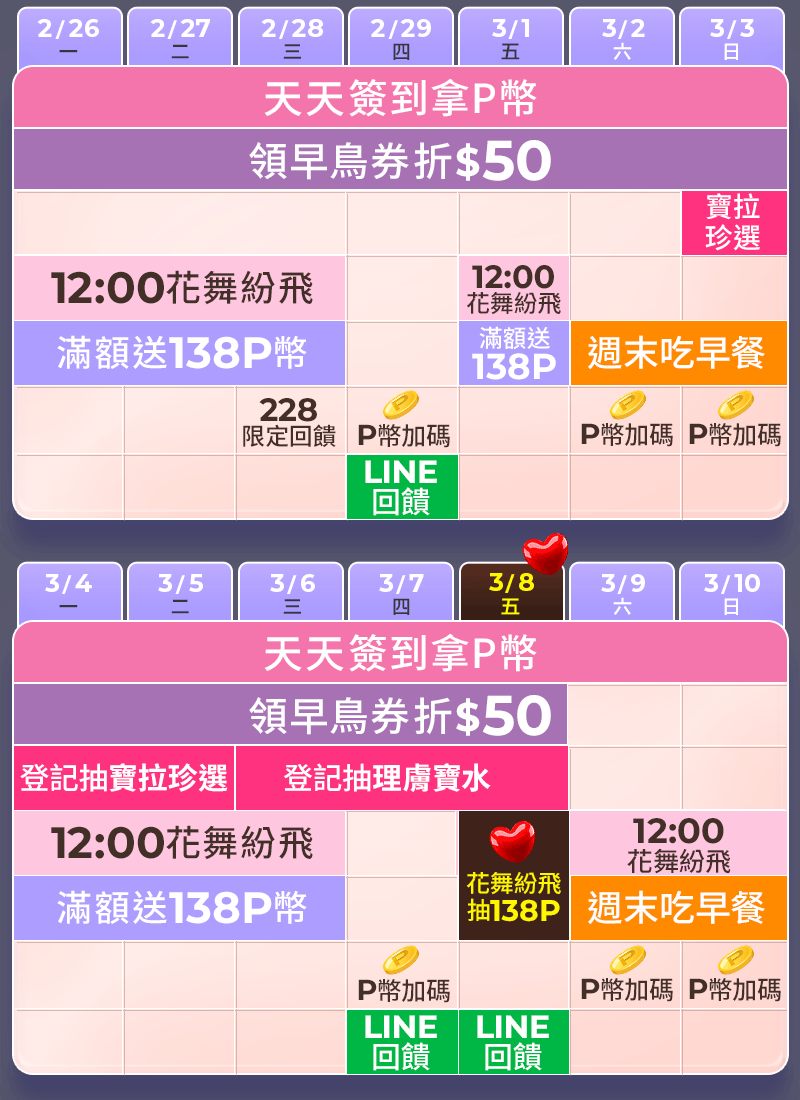 2/26 2/27 2/28 2/29 3/1 3/2 3/3
一 二 三 四 五 六 日
天天簽到拿P幣
領早鳥券折$50
寶拉
珍選
12:00花舞紛飛
12:00
花舞紛飛
滿額送138P幣
滿額送
138P
週末吃早餐
228
限定回饋
P幣加碼
P幣加碼
P幣加碼
LINE
回饋
3/4 3/5 3/6 3/7 3/8 3/9 3/10
一 二 三 四 五 六 日
天天簽到拿P幣
領早鳥券折$50
登記抽寶拉珍選
登記抽理膚寶水
12:00花舞紛飛
花舞紛飛
抽138P
12:00
花舞紛飛
滿額送138P幣
週末吃早餐
P幣加碼
P幣加碼
P幣加碼
LINE
回饋
LINE
回饋